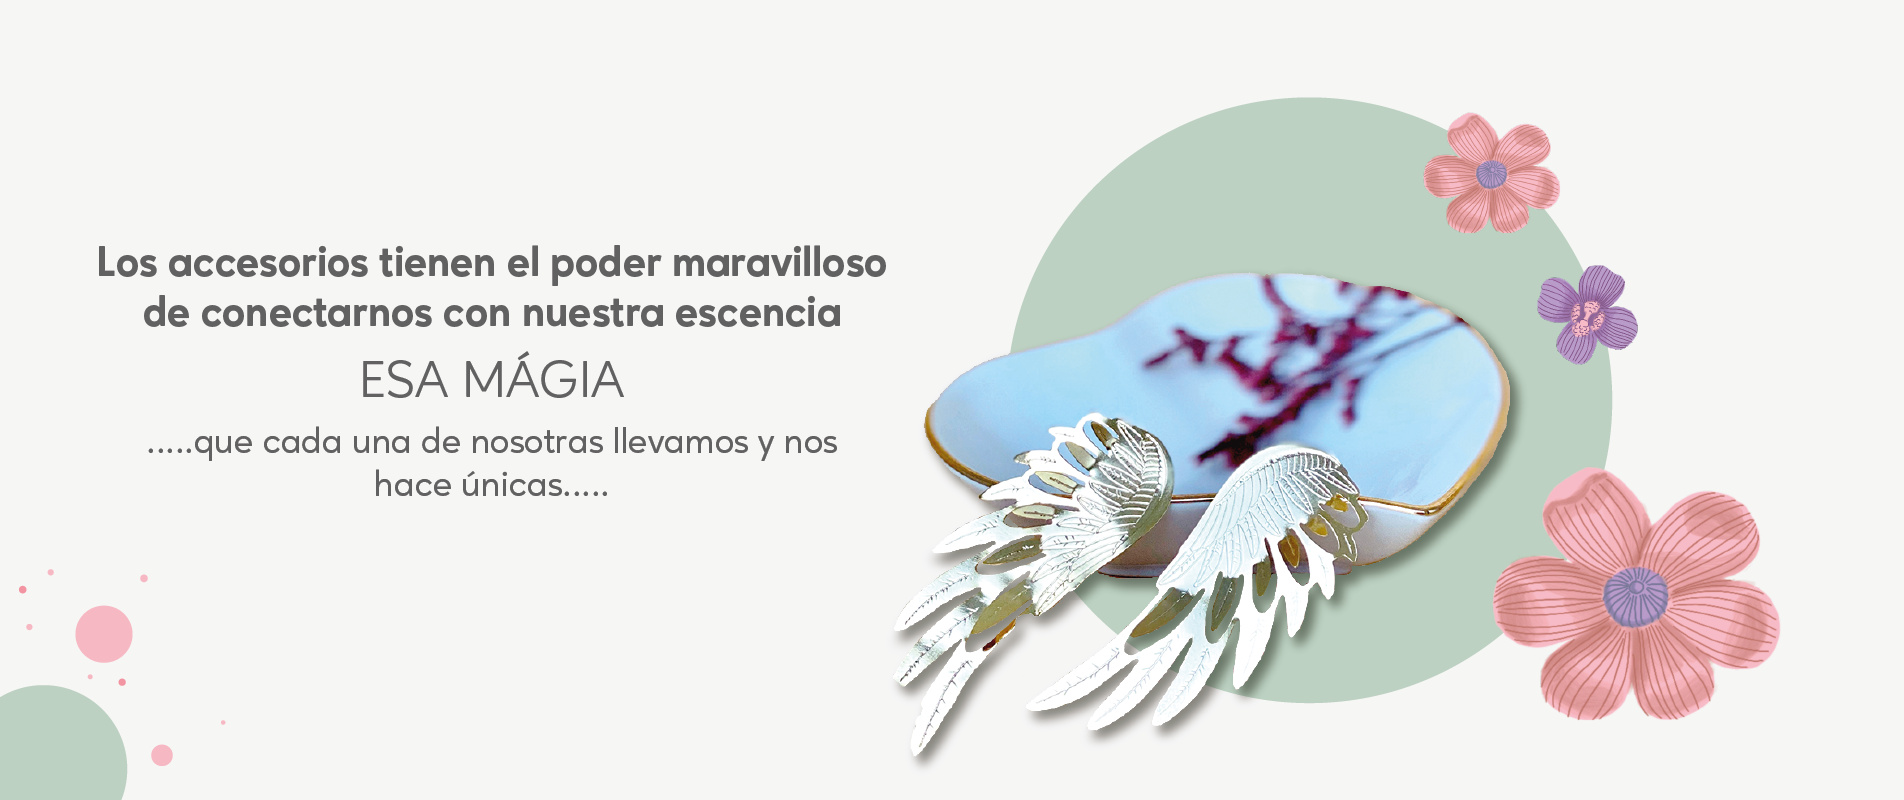 Los accesorios tienen el poder maravilloso
de conectarnos con nuestra escencia
ESA MÁGIA
.....que cada una de nosotras llevamos y nos
hace únicas.....